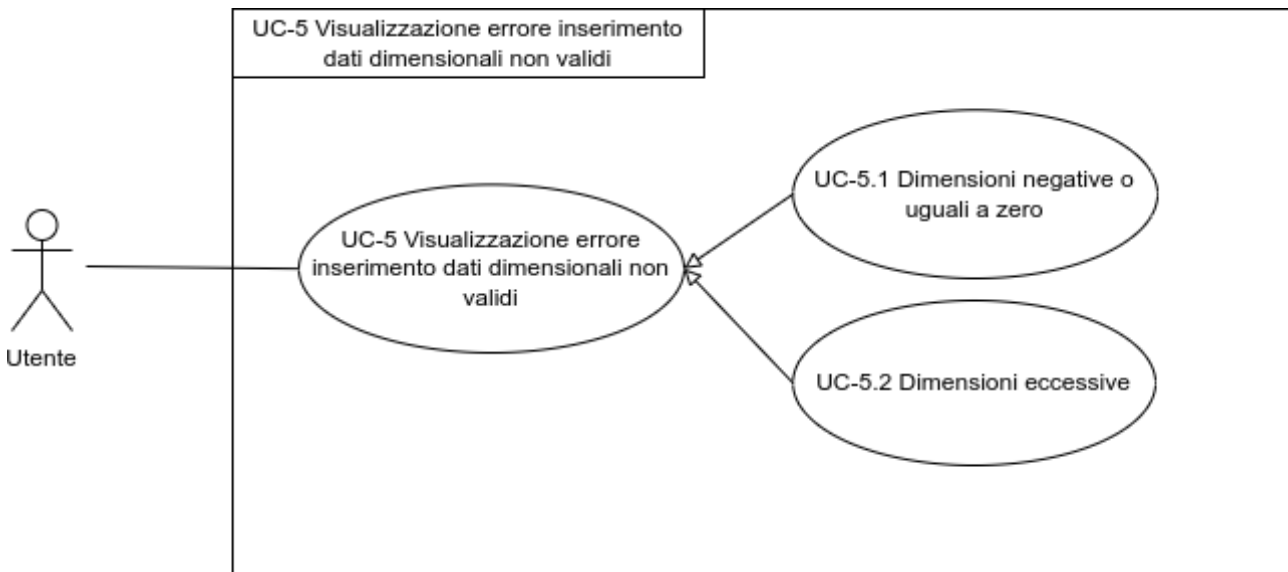 UC-5 Visualizzazione errore inserimento
dati dimensionali non validi
UC-5.1 Dimensioni negative o
uguali a zero
UC-5 Visualizzazione errore
inserimento dati dimensionali non
validi
Utente
UC-5.2 Dimensioni eccessive